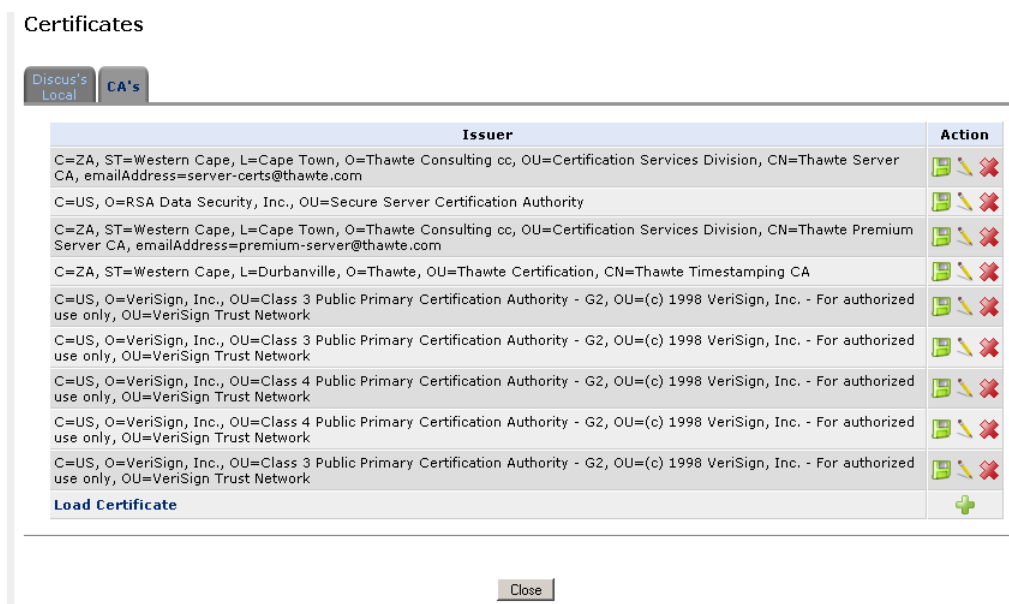 Certificates
Discus's
Local
CA's
Issuer Action
C=ZA, ST=Western Cape, L=Cape Town, O=Thawte Consulting cc, OU=Certification Services Division, CN=Thawte Server
CA, emailAddress=server-certs@thawte.com
C=US, O=RSA Data Security, Inc., OU=Secure Server Certification Authority
C=ZA, ST=Western Cape, L=Cape Town, O=Thawte Consulting cc, OU=Certification Services Division, CN=Thawte Premium
Server CA, emailAddress=premium-server@thawte.com
C=ZA, ST=Western Cape, L=Durbanville, O=Thawte, OU=Thawte Certification, CN=Thawte Timestamping CA
C=US, O=VeriSign, Inc., OU=Class 3 Public Primary Certification Authority - G2, OU=(c) 1998 VeriSign, Inc. - For authorized
use only, OU=VeriSign Trust Network
C=US, O=VeriSign, Inc., OU=Class 3 Public Primary Certification Authority - G2, OU=(c) 1998 VeriSign, Inc. - For authorized
use only, OU=VeriSign Trust Network
C=US, O=VeriSign, Inc., OU=Class 4 Public Primary Certification Authority - G2, OU=(c) 1998 VeriSign, Inc. - For authorized
use only, OU=VeriSign Trust Network
C=US, O=VeriSign, Inc., OU=Class 4 Public Primary Certification Authority - G2, OU=(c) 1998 VeriSign, Inc. - For authorized
use only, OU=VeriSign Trust Network
C=US, O=VeriSign, Inc., OU=Class 3 Public Primary Certification Authority - G2, OU=(c) 1998 VeriSign, Inc. - For authorized
use only, OU=VeriSign Trust Network
Load Certificate
Close